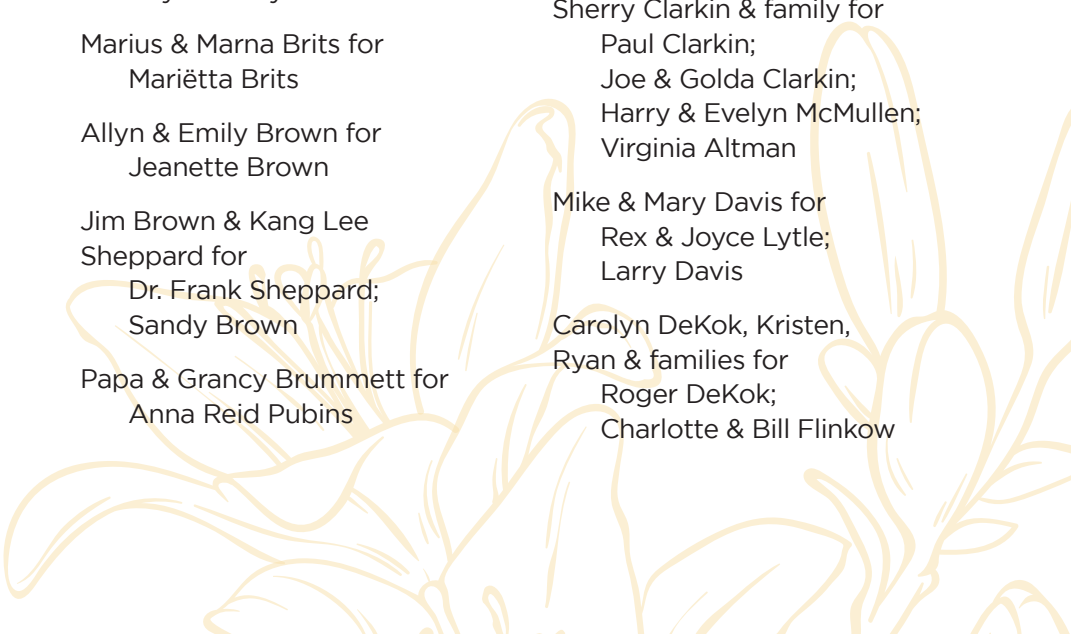 Marius & Marna Brits for
Mariëtta Brits
Allyn & Emily Brown for
Jeanette Brown
Jim Brown & Kang Lee
Sheppard for
Dr. Frank Sheppard;
Sandy Brown
Papa & Grancy Brummett for
Anna Reid Pubins
Sherry Clarkin & family for
Paul Clarkin;
Joe & Golda Clarkin;
Harry & Evelyn McMullen;
Virginia Altman
Mike & Mary Davis for
Rex & Joyce Lytle;
Larry Davis
Carolyn DeKok, Kristen,
Ryan & families for
Roger DeKok;
Charlotte & Bill Flinkow